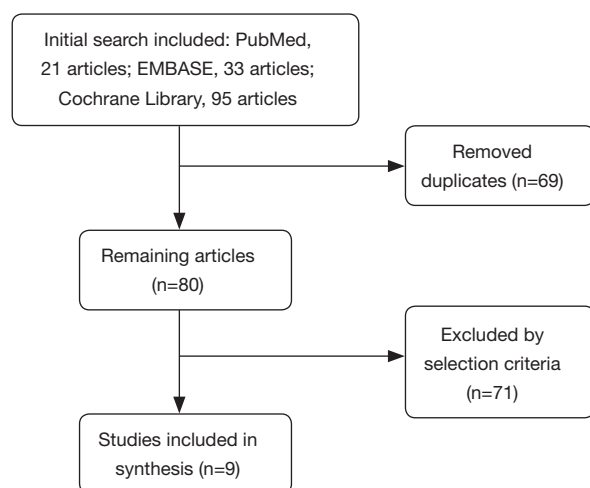 Initial search included: PubMed,
21 articles; EMBASE, 33 articles;
Cochrane Library, 95 articles
Removed
duplicates (n=69)
Remaining articles
(n=80)
Excluded by
selection criteria
(n=71)
Studies included in
synthesis (n=9)